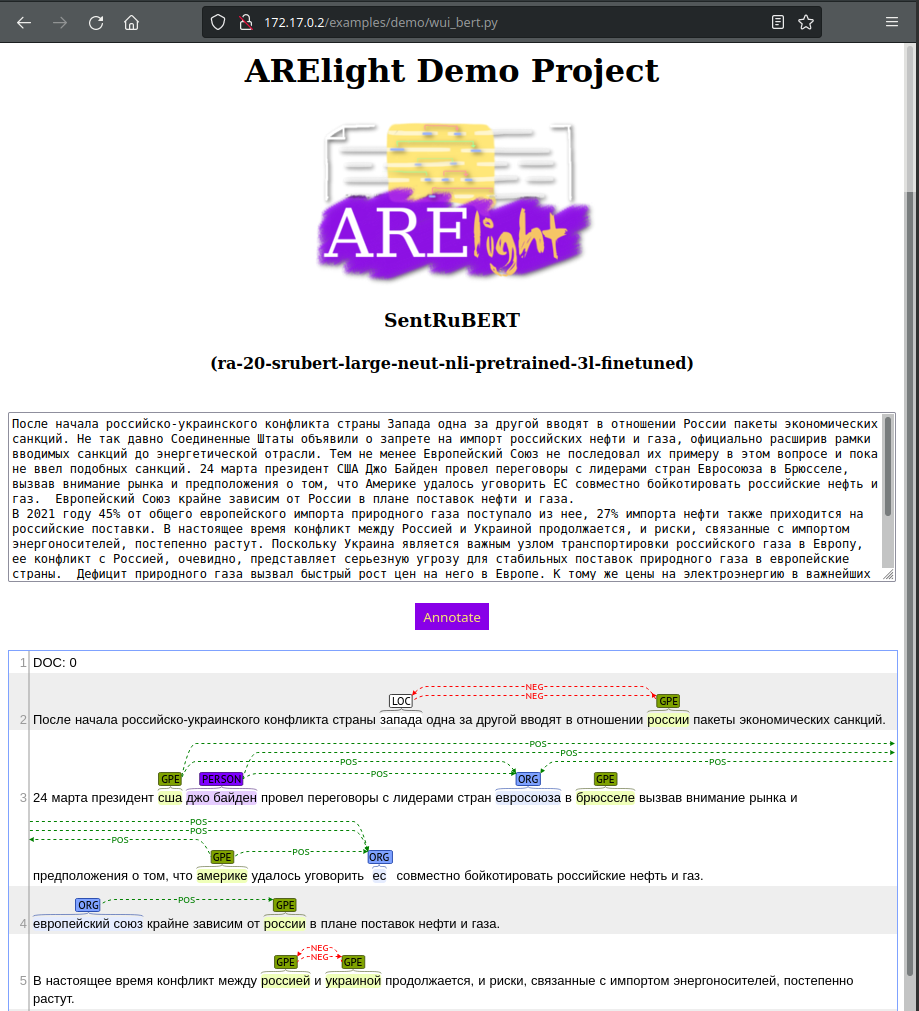 172.17.0.2/examples/demo/wui_bert.py
ARElight Demo Project
ARElight
SentRuBERT
(ra-20-srubert-large-neut-nli-pretrained-3l-finetuned)
После начала российско-украинского конфликта страны Запада одна за другой вводят в отношении России пакеты экономических
санкций. Не так давно Соединенные Штаты объявили о запрете на импорт российских нефти и газа, официально расширив рамки
вводимых санкций до энергетической отрасли. Тем не менее Европейский Союз не последовал их примеру в этом вопросе и пока
не ввел подобных санкций. 24 марта президент США Джо Байден провел переговоры с лидерами стран Евросоюза в Брюсселе,
вызвав внимание рынка и предположения о том, что Америке удалось уговорить ЕС совместно бойкотировать российские нефть и
газ.  Европейский Союз крайне зависим от России в плане поставок нефти и газа.
В 2021 году 45% от общего европейского импорта природного газа поступало из нее, 27% импорта нефти также приходится на
российские поставки. В настоящее время конфликт между Россией и Украиной продолжается, и риски, связанные с импортом
энергоносителей, постепенно растут. Поскольку Украина является важным узлом транспортировки российского газа в Европу,
ее конфликт с Россией, очевидно, представляет серьезную угрозу для стабильных поставок природного газа в европейские
страны.  Дефицит природного газа вызвал быстрый рост цен на него в Европе. К тому же цены на электроэнергию в важнейших
Annotate
1 DOC: 0
NEG
NEG
LOC GPE
2 После начала российско-украинского конфликта страны запада одна за другой вводят в отношении россии пакеты экономических санкций.
POS
POS
POS POS
POS
GPE PERSON ORG GPE
3 24 марта президент сша джо байден провел переговоры с лидерами стран евросоюза в брюсселе вызвав внимание рынка и
POS
POS
POS
POS
GPE ORG
предположения о том, что америке удалось уговорить ес совместно бойкотировать российские нефть и газ.
POS
ORG GPE
4 европейский союз крайне зависим от россии в плане поставок нефти и газа.
NEG
NEG
GPE GPE
5 В настоящее время конфликт между россией и украиной продолжается, и риски, связанные с импортом энергоносителей, постепенно
растут.